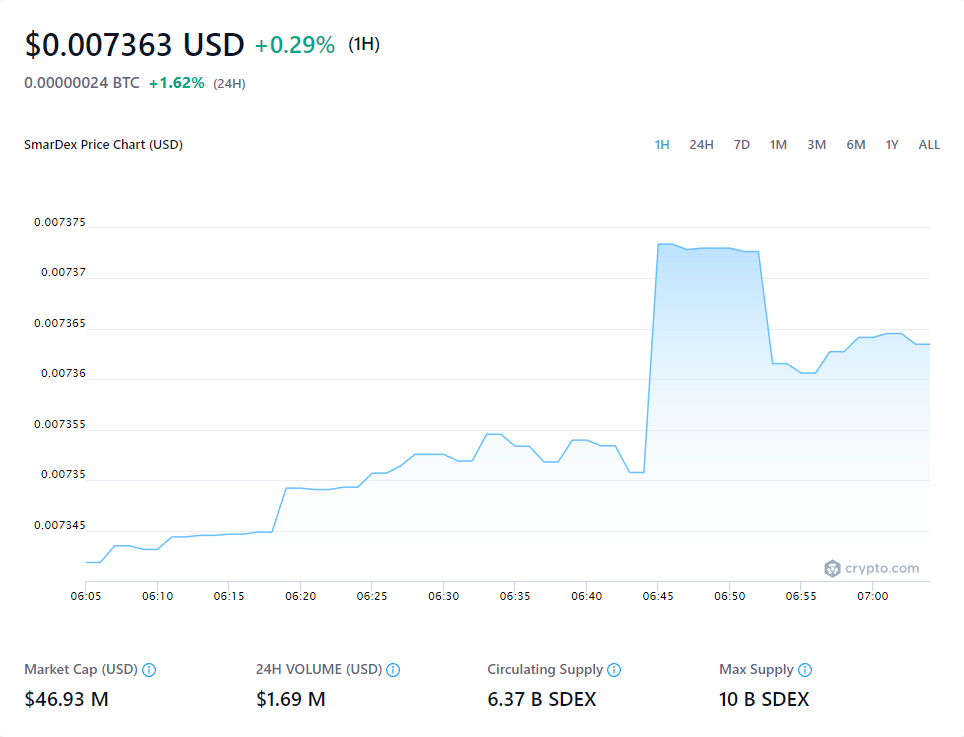 $0.007363 USD +0.29% (1H)
0.00000024 BTC +1.62% (24H)
SmarDex Price Chart (USD)
1H 24H 7D 1M 3M 6M 1Y ALL
0.007375
0.00737
0.007365
0.00736
0.007355
0.00735
0.007345
crypto.com
06:05 06:10 06:15 06:20 06:25 06:30 06:35 06:40 06:45 06:50 06:55 07:00
Market Cap (USD) 24H VOLUME (USD) Circulating Supply Max Supply
$46.93 M $1.69 M 6.37 B SDEX 10 B SDEX